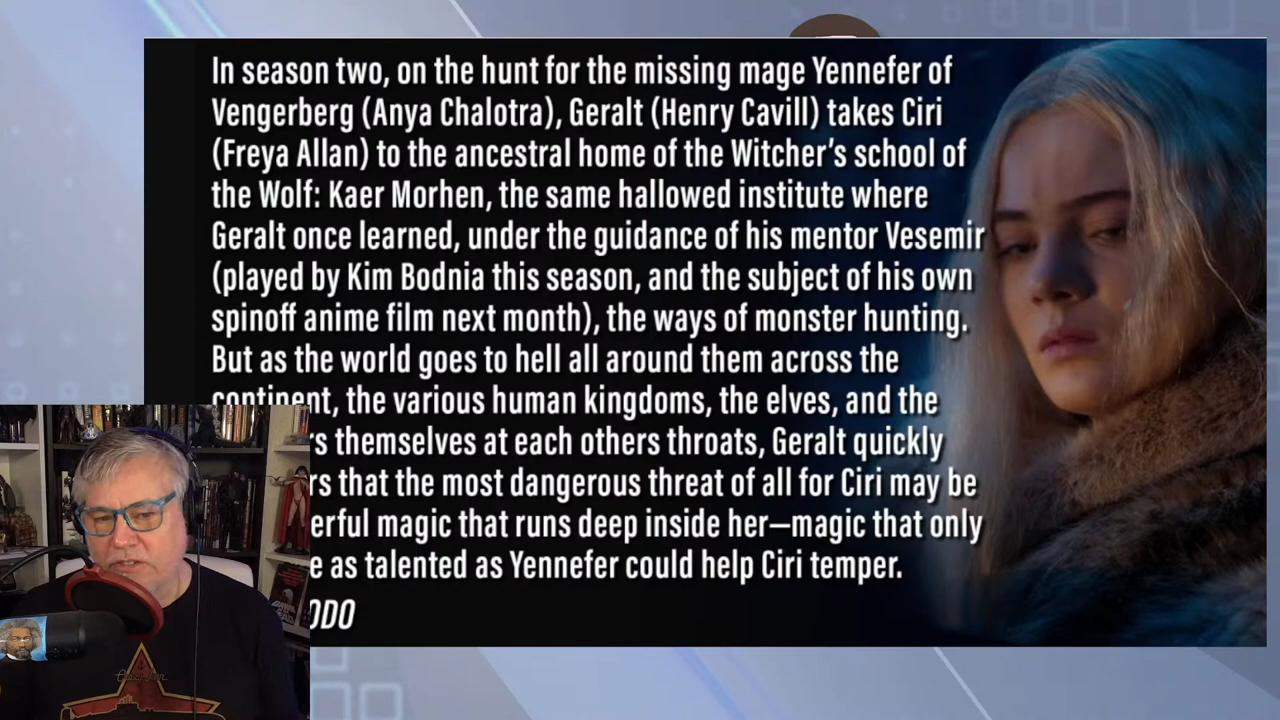 In season two, on the hunt for the missing mage Yennefer of
Vengerberg (Anya Chalotra), Geralt (Henry Cavill) takes Ciri
(Freya Allan) to the ancestral home of the Witcher's school of
the Wolf: Kaer Morhen, the same hallowed institute where
Geralt once learned, under the guidance of his mentor Vesemir
(played by Kim Bodnia this season, and the subject of his own
spinoff anime film next month), the ways of monster hunting.
But as the world goes to hell all around them across the
continent, the various human kingdoms, the elves, and the
themselves at each others throats, Geralt quickly
that the most dangerous threat of all for Ciri may be
magic that runs deep inside her—magic that only
as talented as Yennefer could help Ciri temper.